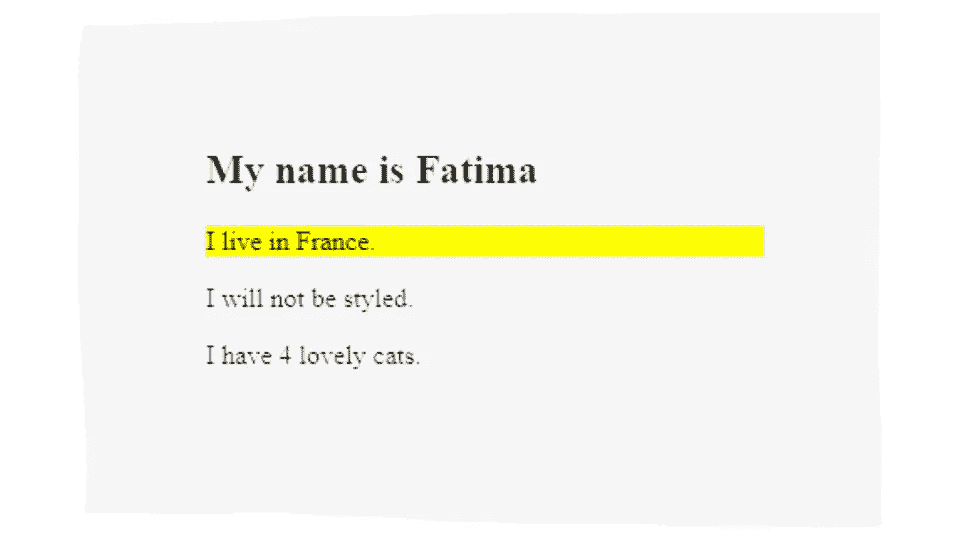 My name is Fatima
I live in France.
I will not be styled.
I have 4 lovely cats.